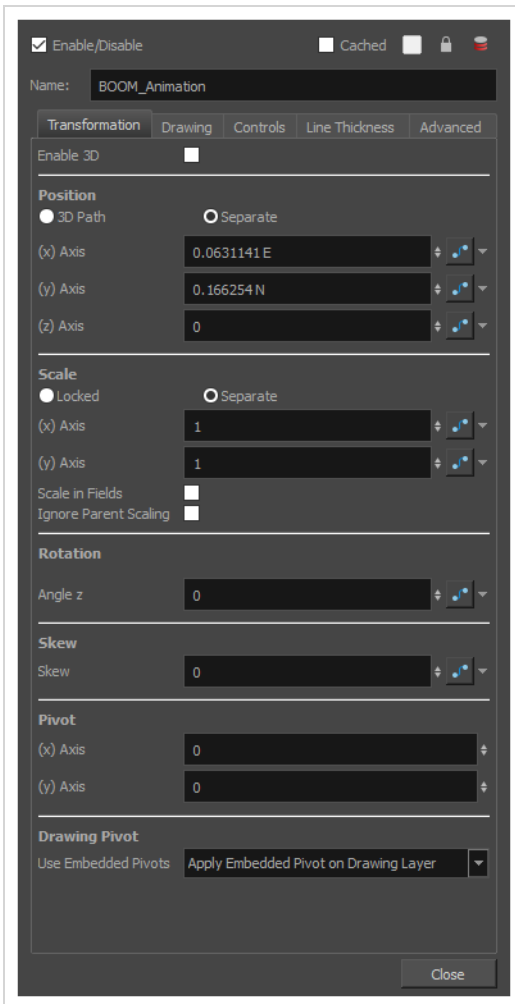 Enable/Disable Cached
Name: BOOM_Animation
Transformation Drawing Controls Line Thickness Advanced
Enable 3D
Position
3D Path Separate
(x) Axis 0.0631141 E
(y) Axis 0.166254 N
(z) Axis 0
Scale
Locked Separate
(x) Axis 1
(y) Axis 1
Scale in Fields
Ignore Parent Scaling
Rotation
Angle z 0
Skew
Skew 0
Pivot
(x) Axis 0
(y) Axis 0
Drawing Pivot
Use Embedded Pivots Apply Embedded Pivot on Drawing Layer
Close